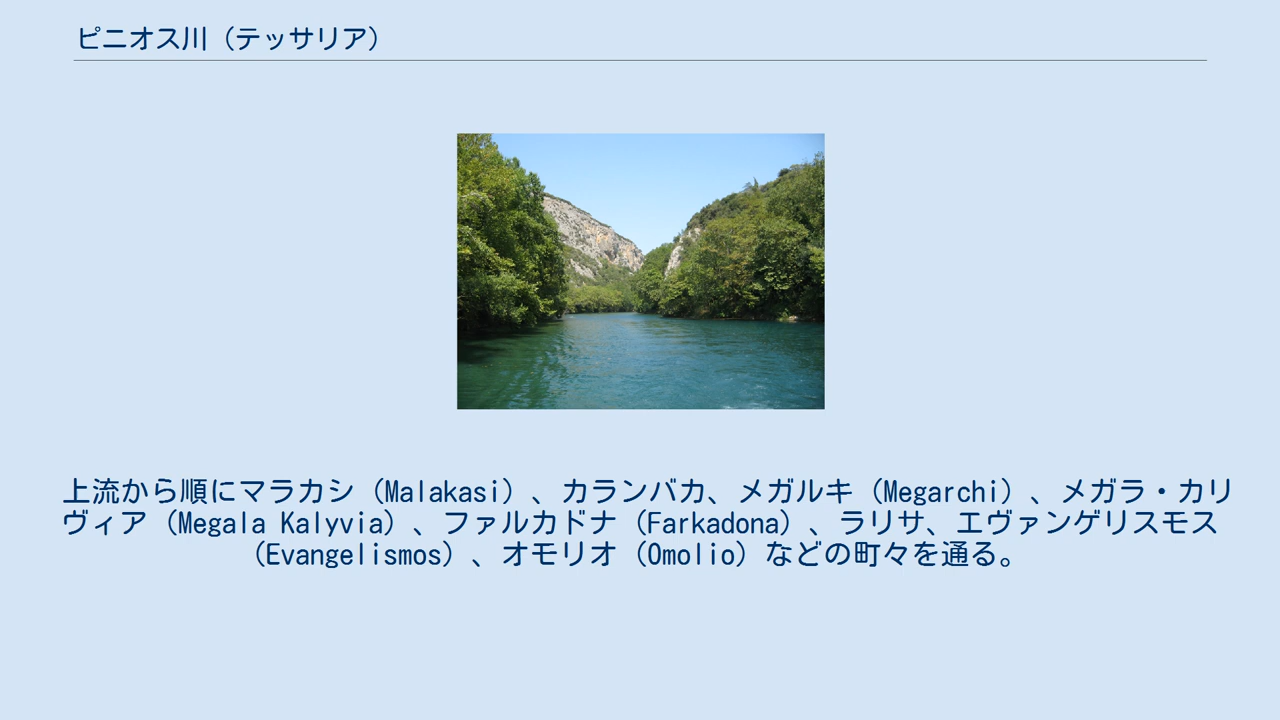 ピニオス川（テッサリア）
上流から順にマラカシ（Malakasi）、カランバカ、メガルキ（Megarchi）、メガラ・カリ
ヴィア（Megala Kalyvia）、ファルカドナ（Farkadona）、ラリサ、エヴァンゲリスモス
（Evangelismos）、オモリオ（Omolio）などの町々を通る。